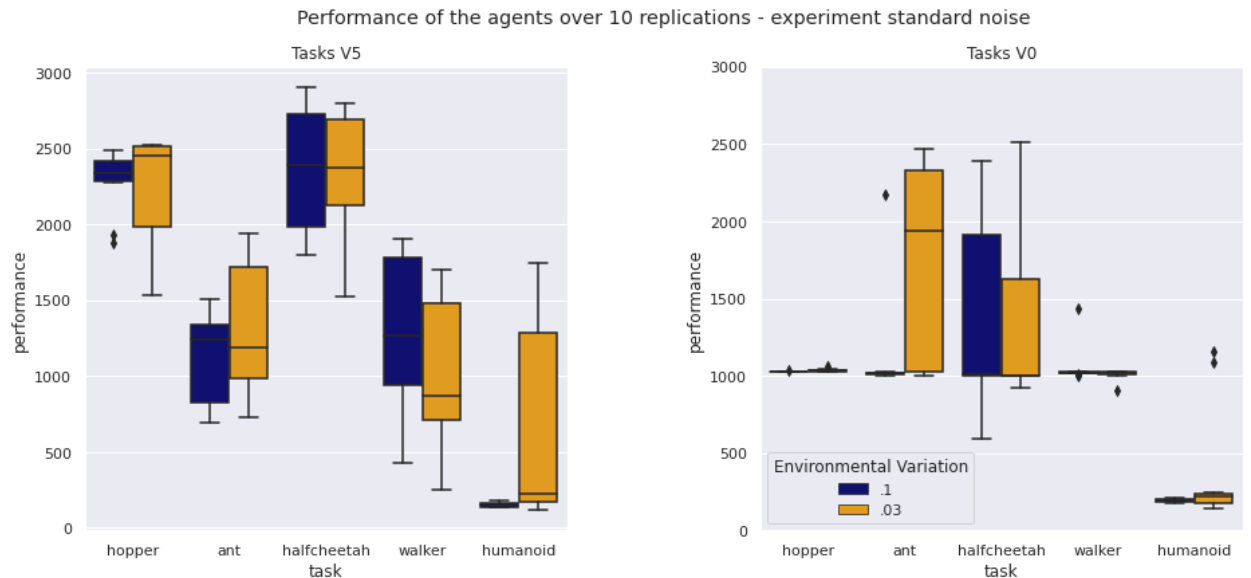 Performance of the agents over 10 replications - experiment standard noise
Tasks V5
3000
2500
2000
1500
1000
500
0
performance
hopper ant halfcheetah walker humanoid
task
Tasks V0
3000
2500
2000
1500
1000
500
0
performance
Environmental Variation
.1
.03
hopper ant halfcheetah walker humanoid
task